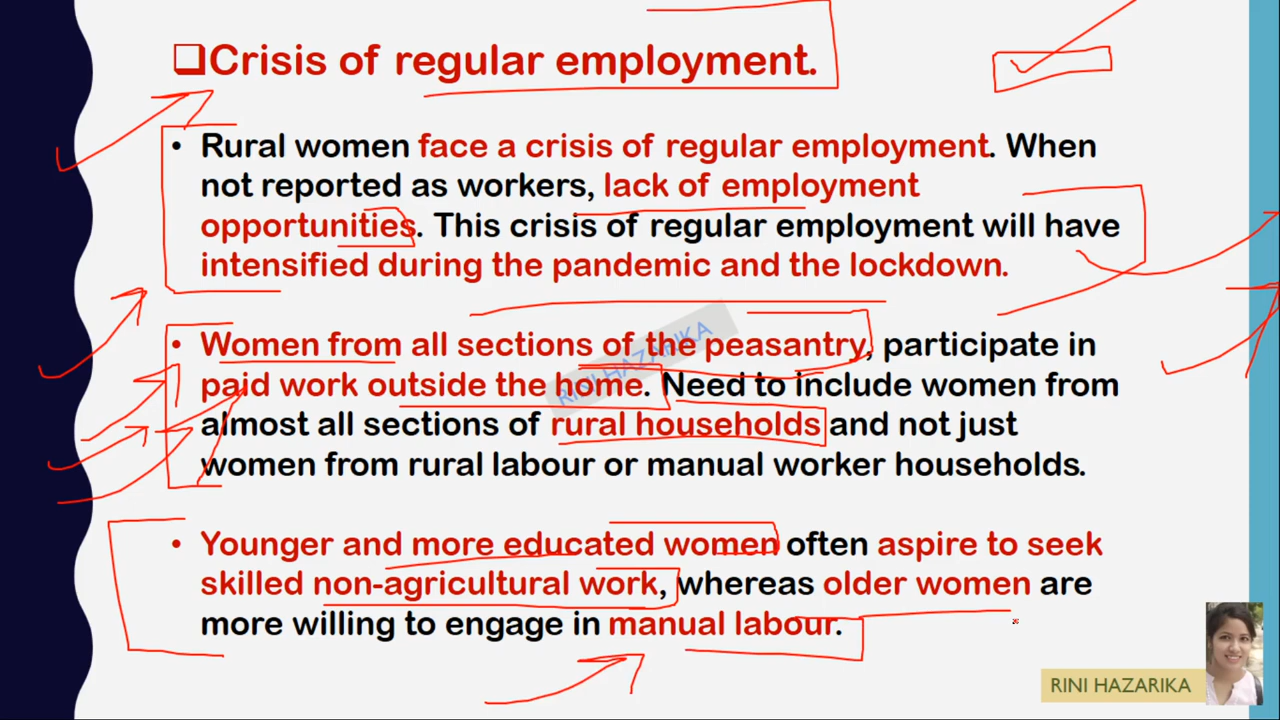 ❑Crisis of regular employment.
• Rural women face a crisis of regular employment. When
not reported as workers, lack of employment
opportunities. This crisis of regular employment will have
intensified during the pandemic and the lockdown.
• Women from all sections of the peasantry, participate in
paid work outside the home. Need to include women from
almost all sections of rural households and not just
women from rural labour or manual worker households.
• Younger and more educated women often aspire to seek
skilled non-agricultural work, whereas older women are
more willing to engage in manual labour.
RINI HAZARIKA
RINI HAZARIKA